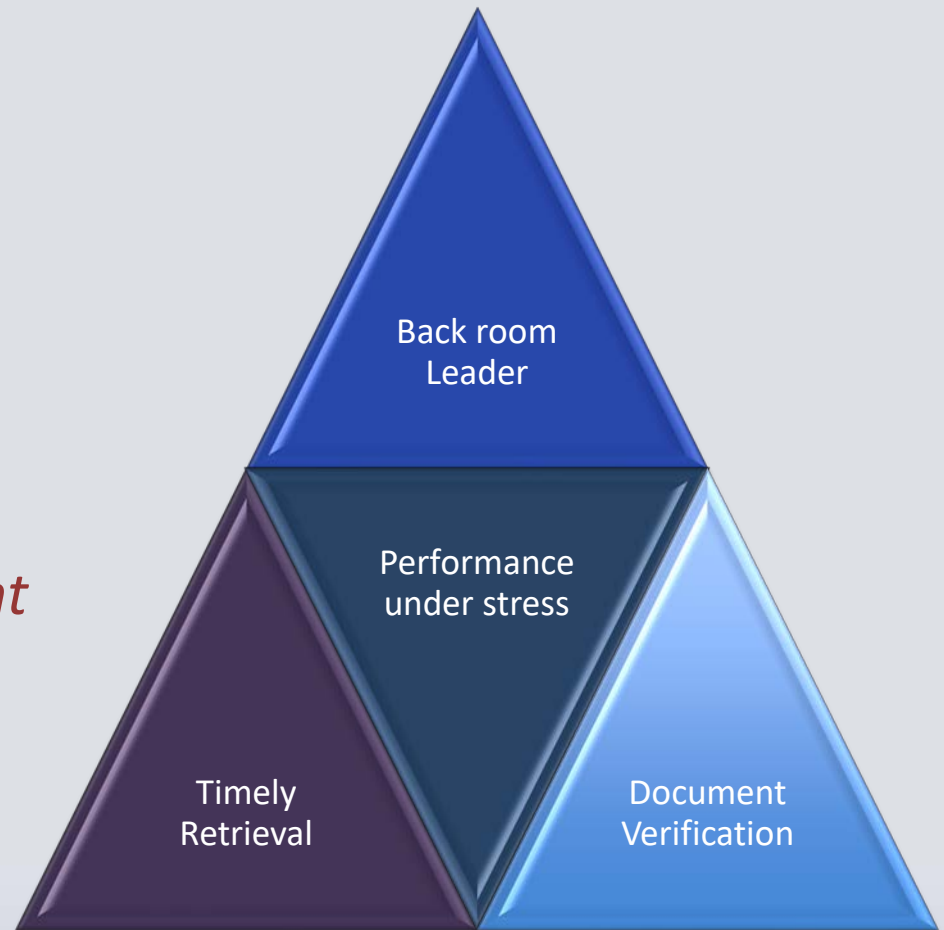 Back room
Leader
Performance
under stress
Timely
Retrieval
Document
Verification